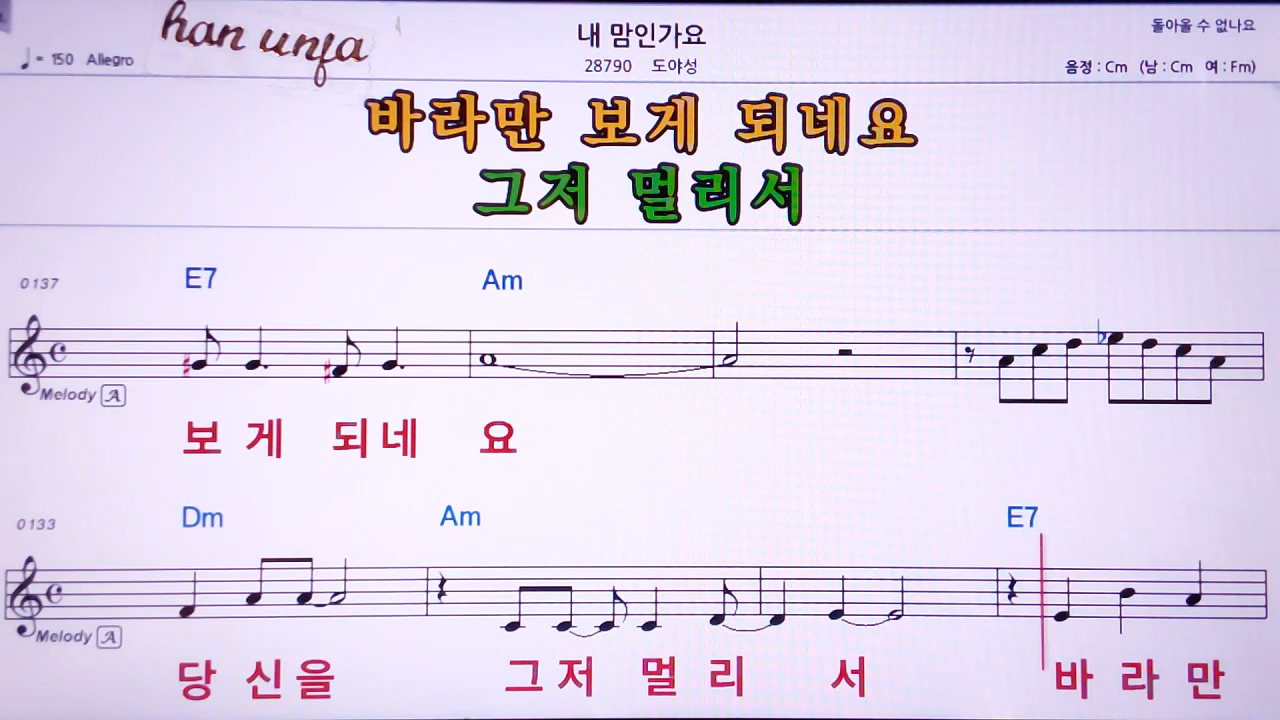 han unja
내 맘인가요
돌아올 수 없나요
♩= 150 Allegro
28790 도야성
음정 : Cm (남 : Cm 여 : Fm)
바라만 보게 되네요
그저 멀리서
0137 E7 Am
Melody A
보 게 되 네 요
0133 Dm Am E7
Melody A
당 신 을 그 저 멀 리 서 바 라 만